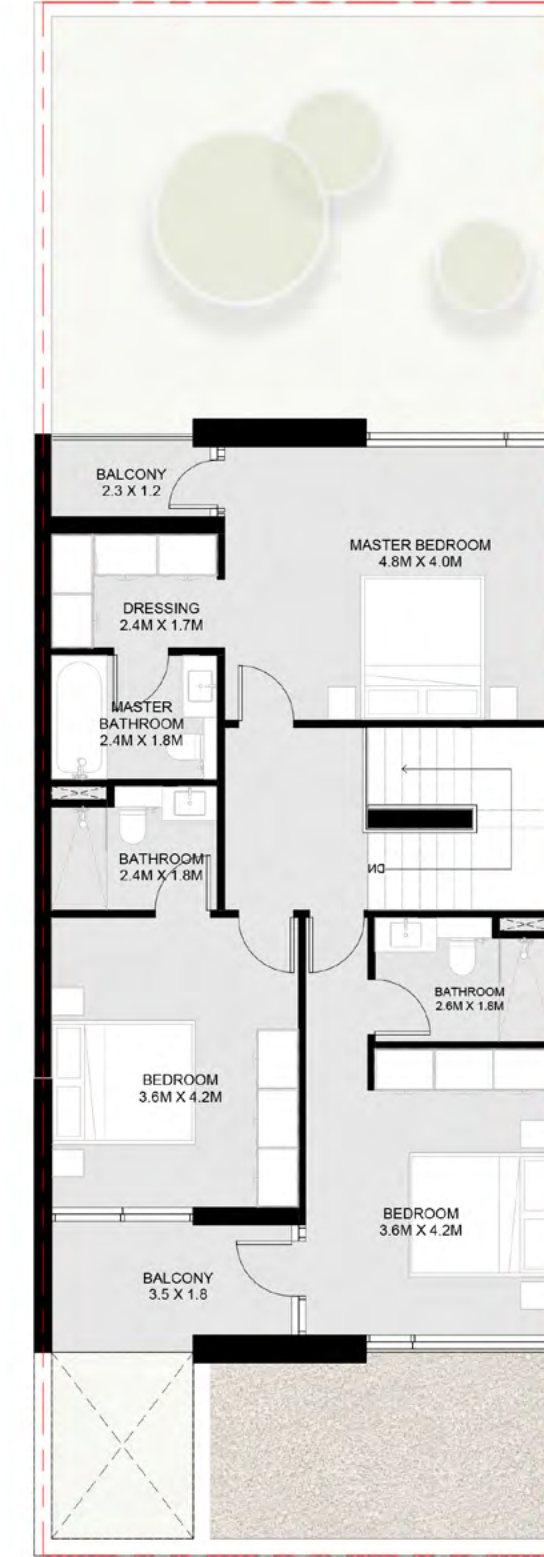 BALCONY
2.3 X 1.2
MASTER BEDROOM
4.8M X 4.0M
DRESSING
2.4M X 1.7M
MASTER
BATHROOM
2.4M X 1.8M
BATHROOM
2.4M X 1.8M
DN
BATHROOM
2.6M X 1.8M
BEDROOM
3.6M X 4.2M
BEDROOM
3.6M X 4.2M
BALCONY
3.5 X 1.8